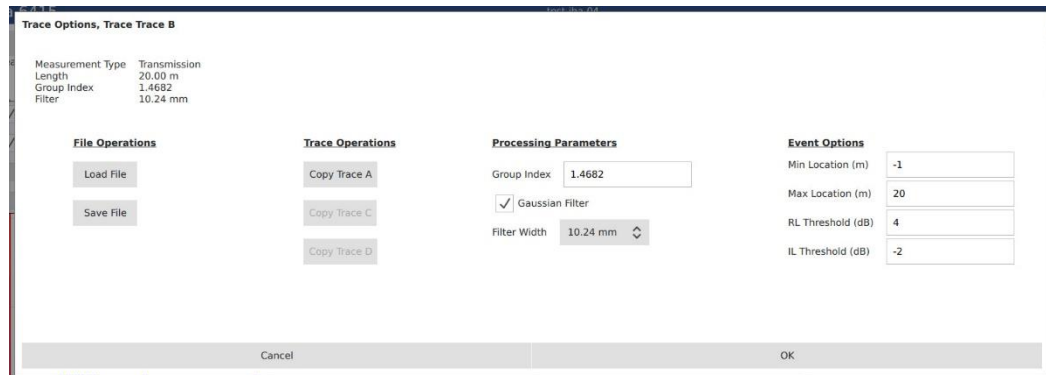 Trace Options, Trace Trace B
Measurement Type Transmission
Length 20.00 m
Group Index 1.4682
Filter 10.24 mm
File Operations
Load File
Save File
Trace Operations
Copy Trace A
Copy Trace C
Copy Trace D
Processing Parameters
Group Index 1.4682
Gaussian Filter
Filter Width 10.24 mm
Event Options
Min Location (m) -1
Max Location (m) 20
RL Threshold (dB) 4
IL Threshold (dB) -2
Cancel
OK